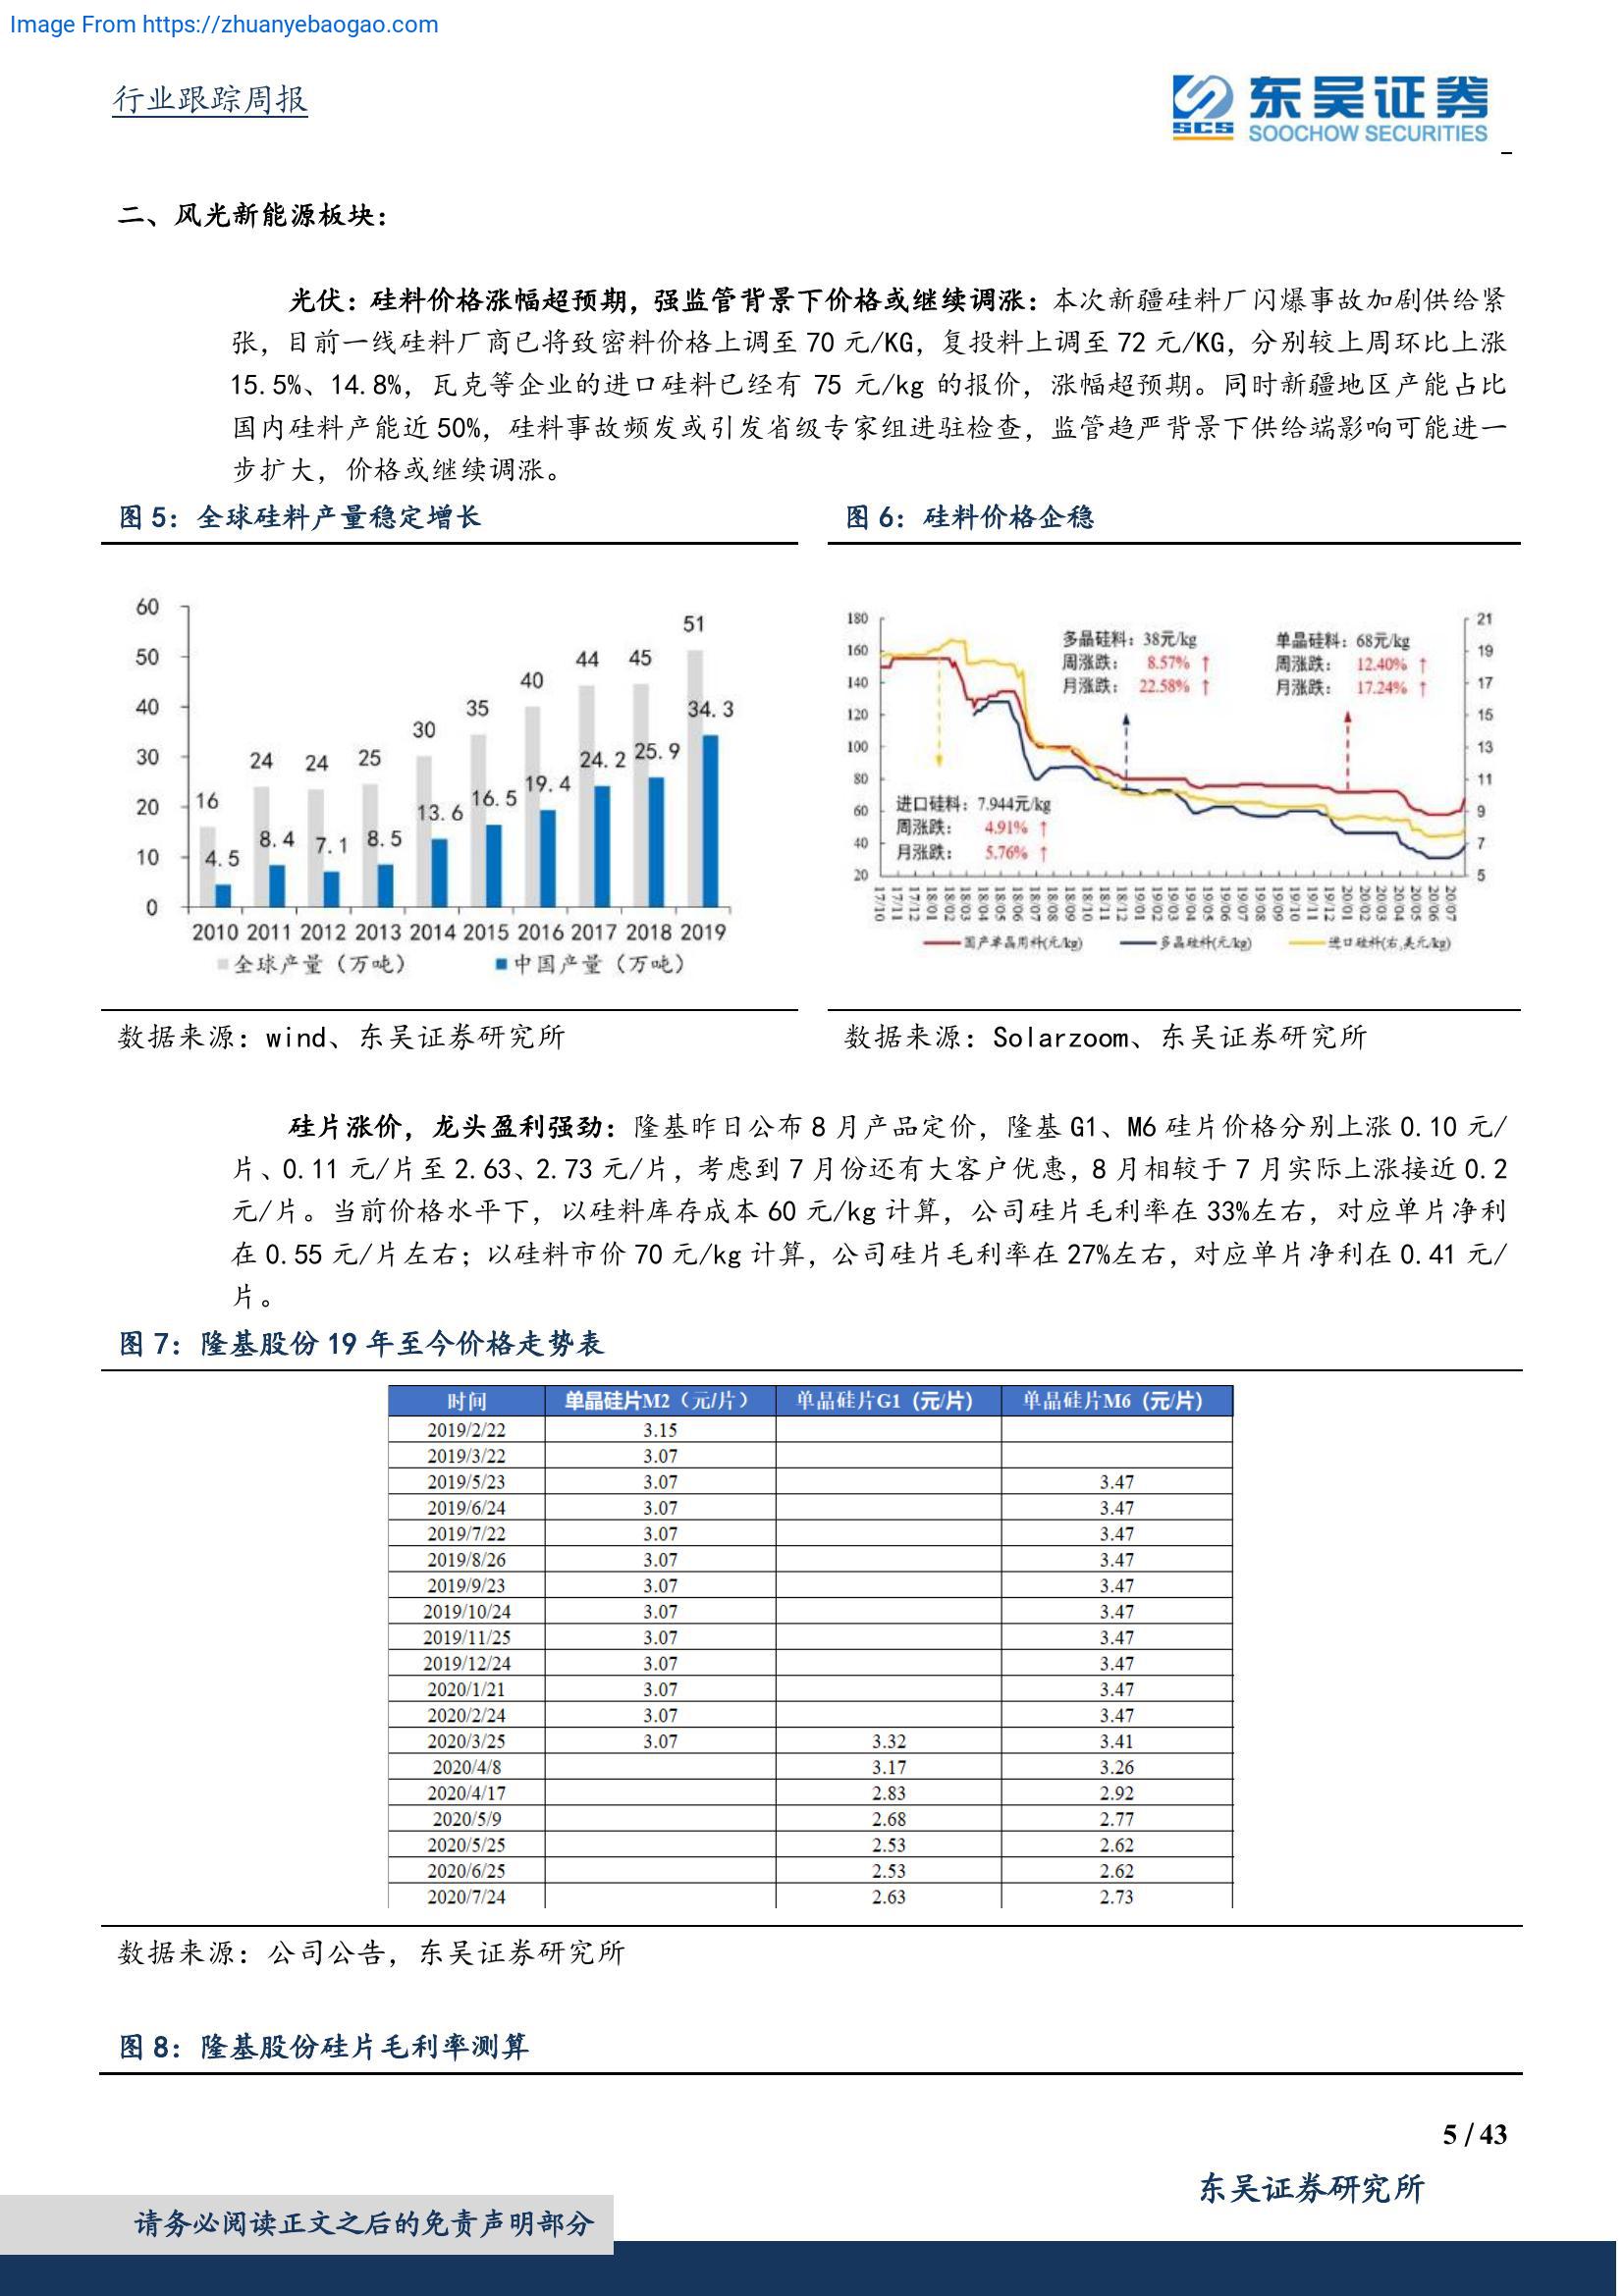 Image From https://zhuanyebaogao.com
行业跟踪周报
SCS
东吴证券
SOOCHOW SECURITIES
二、风光新能源板块：
光伏：硅料价格涨幅超预期，强监管背景下价格或继续调涨：本次新疆硅料厂闪爆事故加剧供给紧
张，目前一线硅料厂商已将致密料价格上调至 70 元/KG，复投料上调至 72 元/KG，分别较上周环比上涨
15.5%、14.8%，瓦克等企业的进口硅料已经有 75 元/kg 的报价，涨幅超预期。同时新疆地区产能占比
国内硅料产能近 50%，硅料事故频发或引发省级专家组进驻检查，监管趋严背景下供给端影响可能进一
步扩大，价格或继续调涨。
图 5：全球硅料产量稳定增长
60
50
40
30
20
10
0
16 24 24 25 30 35 40 44 45 51
4.5 8.4 7.1 8.5 13.6 16.5 19.4 24.2 25.9 34.3
2010 2011 2012 2013 2014 2015 2016 2017 2018 2019
全球产量（万吨） 中国产量（万吨）
数据来源：wind、东吴证券研究所
图 6：硅料价格企稳
180
160
140
120
100
80
60
40
20
21
19
17
15
13
11
9
7
5
多晶硅料：38元/kg
周涨跌： 8.57% ↑
月涨跌： 22.58% ↑
单晶硅料：68元/kg
周涨跌： 12.40% ↑
月涨跌： 17.24% ↑
进口硅料：7.944元/kg
周涨跌： 4.91% ↑
月涨跌： 5.76% ↑
17/10 17/11 17/12 18/01 18/02 18/03 18/04 18/05 18/06 18/07 18/08 18/09 18/10 18/11 18/12 19/01 19/02 19/03 19/04 19/05 19/06 19/07 19/08 19/09 19/10 19/11 19/12 20/01 20/02 20/03 20/04 20/05 20/06 20/07
国产单晶用料(元/kg) 多晶硅料(元/kg) 进口硅料(右,美元/kg)
数据来源：Solarzoom、东吴证券研究所
硅片涨价，龙头盈利强劲：隆基昨日公布 8 月产品定价，隆基 G1、M6 硅片价格分别上涨 0.10 元/
片、0.11 元/片至 2.63、2.73 元/片，考虑到 7 月份还有大客户优惠，8 月相较于 7 月实际上涨接近 0.2
元/片。当前价格水平下，以硅料库存成本 60 元/kg 计算，公司硅片毛利率在 33%左右，对应单片净利
在 0.55 元/片左右；以硅料市价 70 元/kg 计算，公司硅片毛利率在 27%左右，对应单片净利在 0.41 元/
片。
图 7：隆基股份 19 年至今价格走势表
时间 单晶硅片M2（元/片） 单晶硅片G1（元/片） 单晶硅片M6（元/片）
2019/2/22 3.15
2019/3/22 3.07
2019/5/23 3.07 3.47
2019/6/24 3.07 3.47
2019/7/22 3.07 3.47
2019/8/26 3.07 3.47
2019/9/23 3.07 3.47
2019/10/24 3.07 3.47
2019/11/25 3.07 3.47
2019/12/24 3.07 3.47
2020/1/21 3.07 3.47
2020/2/24 3.07 3.47
2020/3/25 3.07 3.32 3.41
2020/4/8 3.17 3.26
2020/4/17 2.83 2.92
2020/5/9 2.68 2.77
2020/5/25 2.53 2.62
2020/6/25 2.53 2.62
2020/7/24 2.63 2.73
数据来源：公司公告，东吴证券研究所
图 8：隆基股份硅片毛利率测算
5 / 43
东吴证券研究所
请务必阅读正文之后的免责声明部分